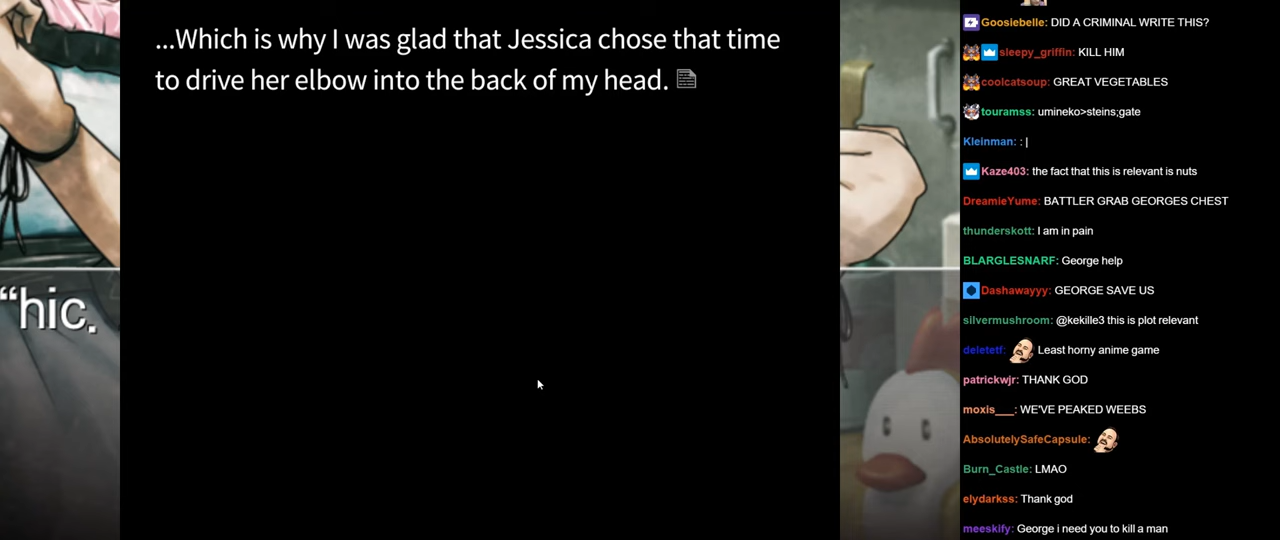 ...Which is why I was glad that Jessica chose that time
to drive her elbow into the back of my head.
“hic.
Goosiebelle: DID A CRIMINAL WRITE THIS?
sleepy_griffin: KILL HIM
coolcatsoup: GREAT VEGETABLES
touramss: umineko>steins;gate
Kleinman: : |
Kaze403: the fact that this is relevant is nuts
DreamieYume: BATTLER GRAB GEORGES CHEST
thunderskott: I am in pain
BLARGLESNARF: George help
Dashawayyy: GEORGE SAVE US
silvermushroom: @kekille3 this is plot relevant
deletetf: Least horny anime game
patrickwjr: THANK GOD
moxis___: WE'VE PEAKED WEEBS
AbsolutelySafeCapsule:
Burn_Castle: LMAO
elydarkss: Thank god
meeskify: George i need you to kill a man